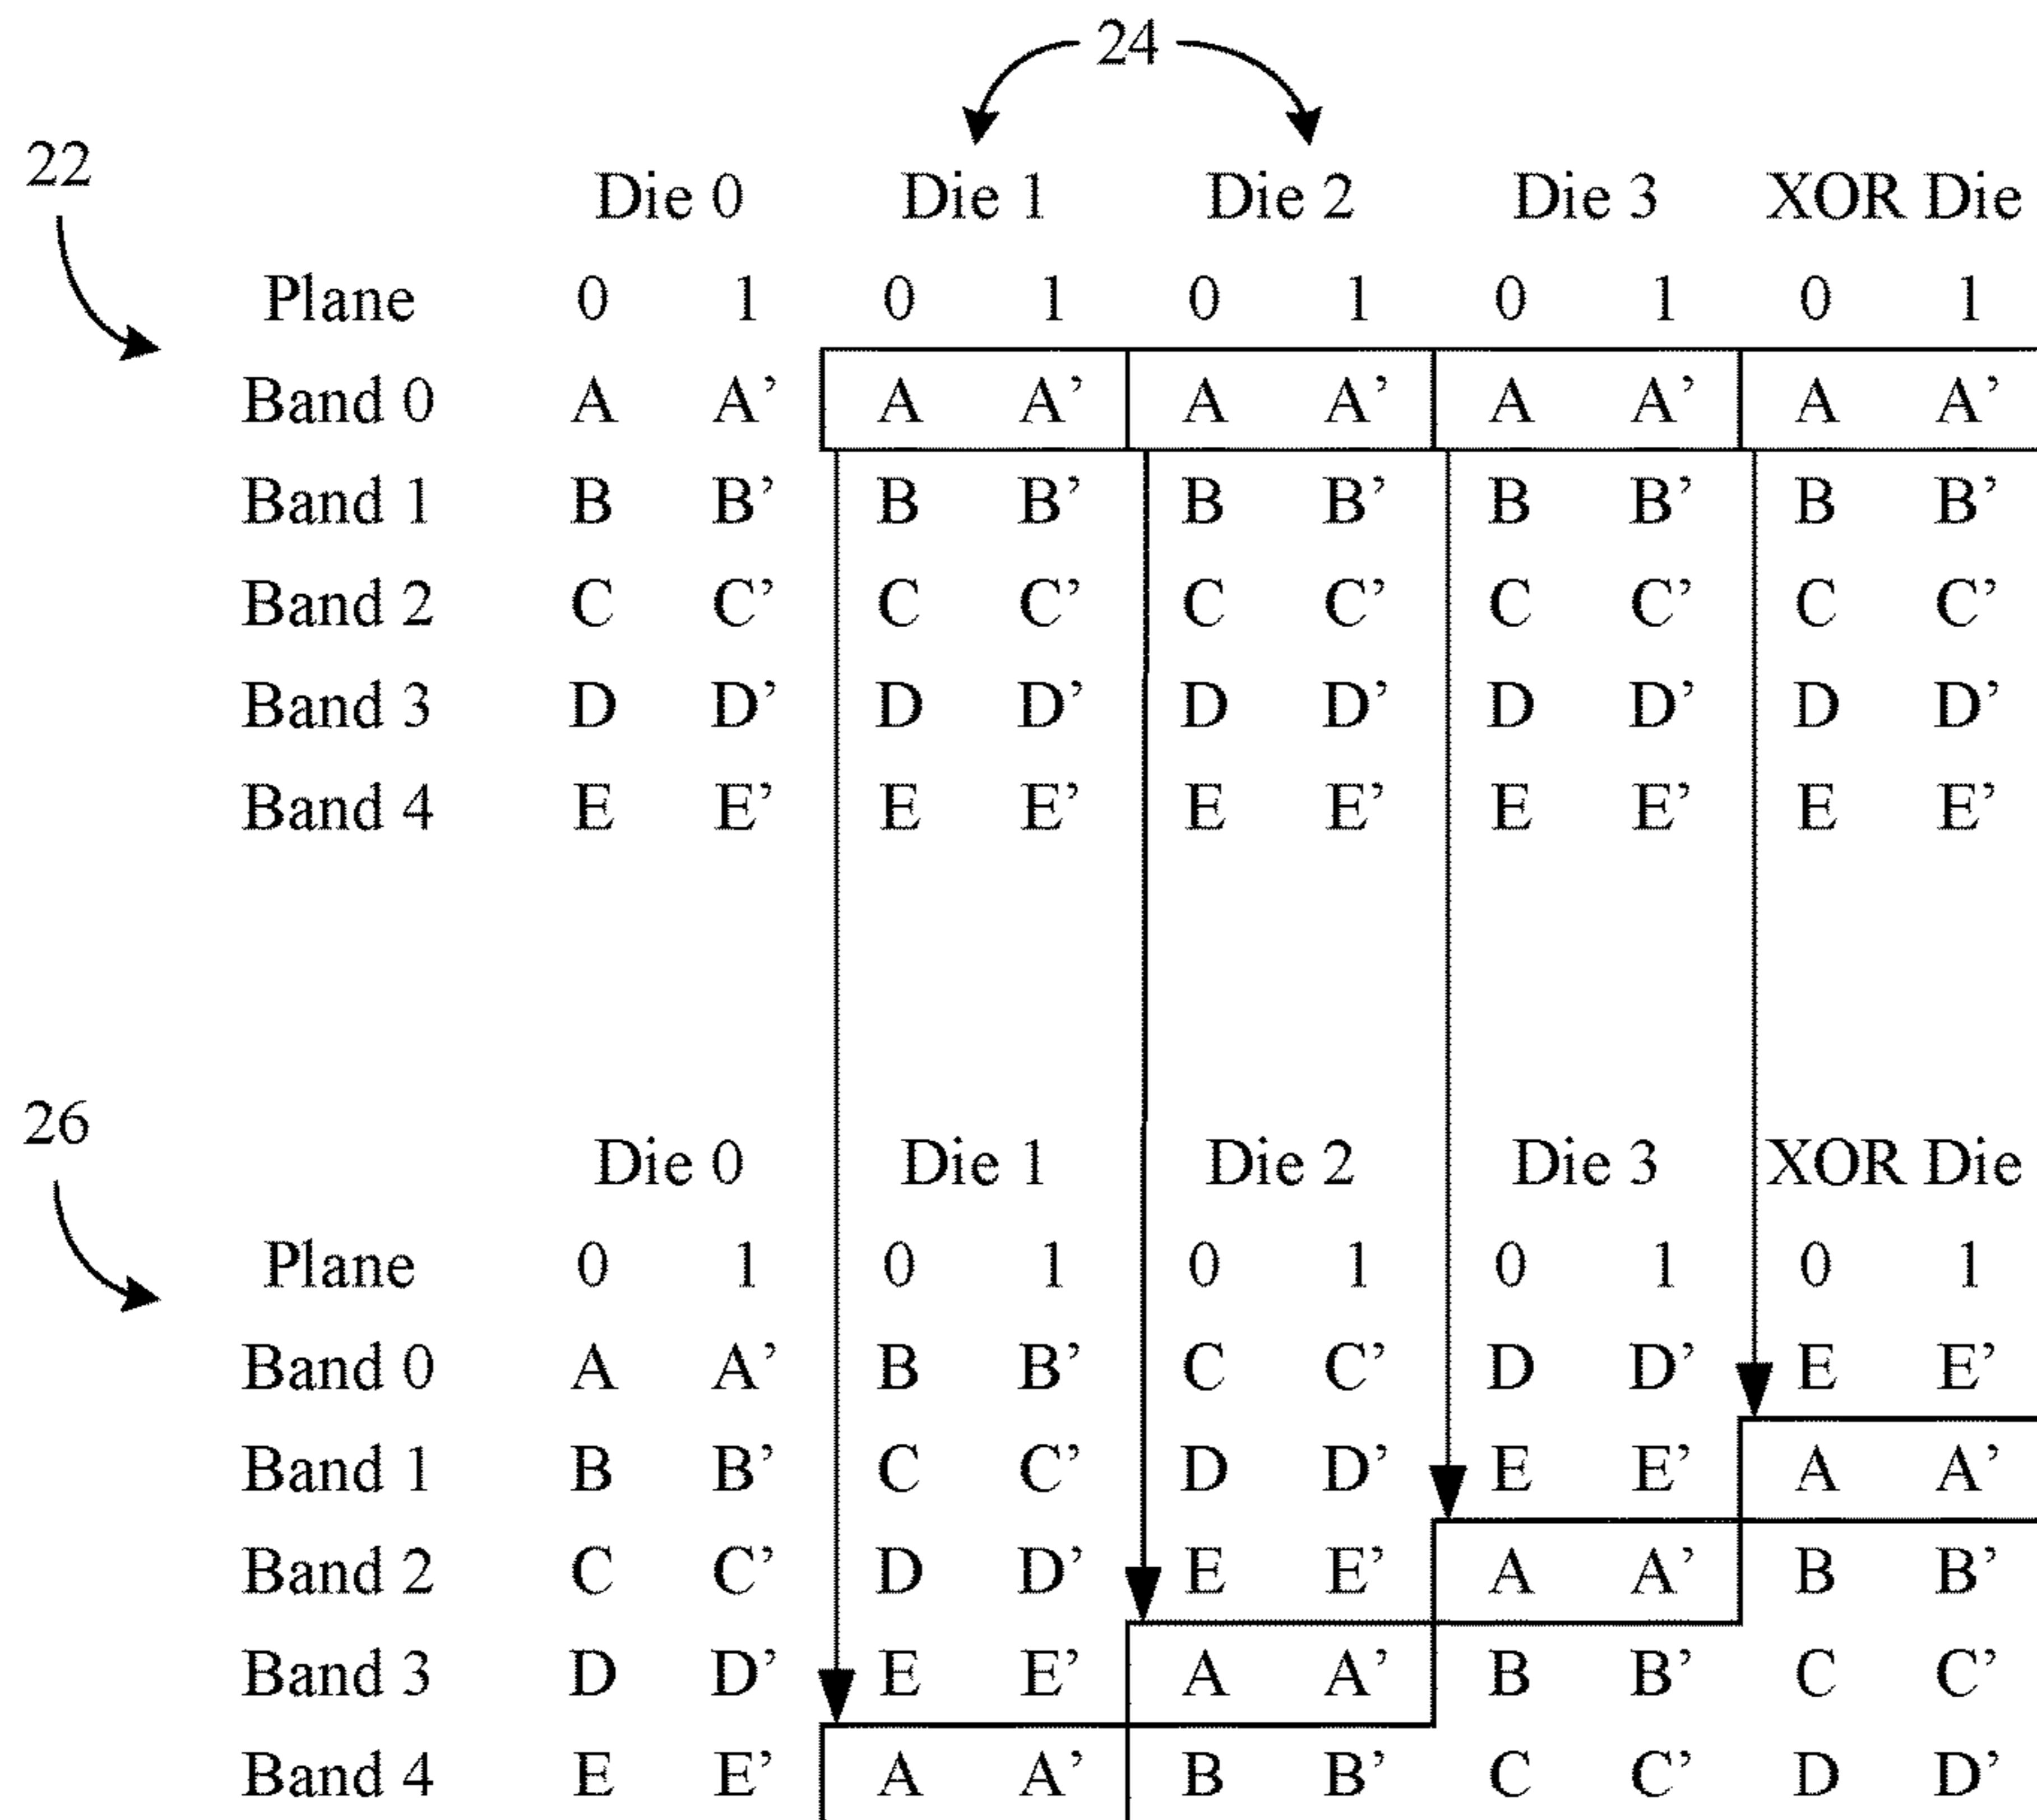 24
22
Die 0 Die 1 Die 2 Die 3 XOR Die
Plane 0 1 0 1 0 1 0 1 0 1
Band 0 A A’ A A’ A A’ A A’ A A’
Band 1 B B’ B B’ B B’ B B’ B B’
Band 2 C C’ C C’ C C’ C C’ C C’
Band 3 D D’ D D’ D D’ D D’ D D’
Band 4 E E’ E E’ E E’ E E’ E E’
26
Die 0 Die 1 Die 2 Die 3 XOR Die
Plane 0 1 0 1 0 1 0 1 0 1
Band 0 A A’ B B’ C C’ D D’ E E’
Band 1 B B’ C C’ D D’ E E’ A A’
Band 2 C C’ D D’ E E’ A A’ B B’
Band 3 D D’ E E’ A A’ B B’ C C’
Band 4 E E’ A A’ B B’ C C’ D D’